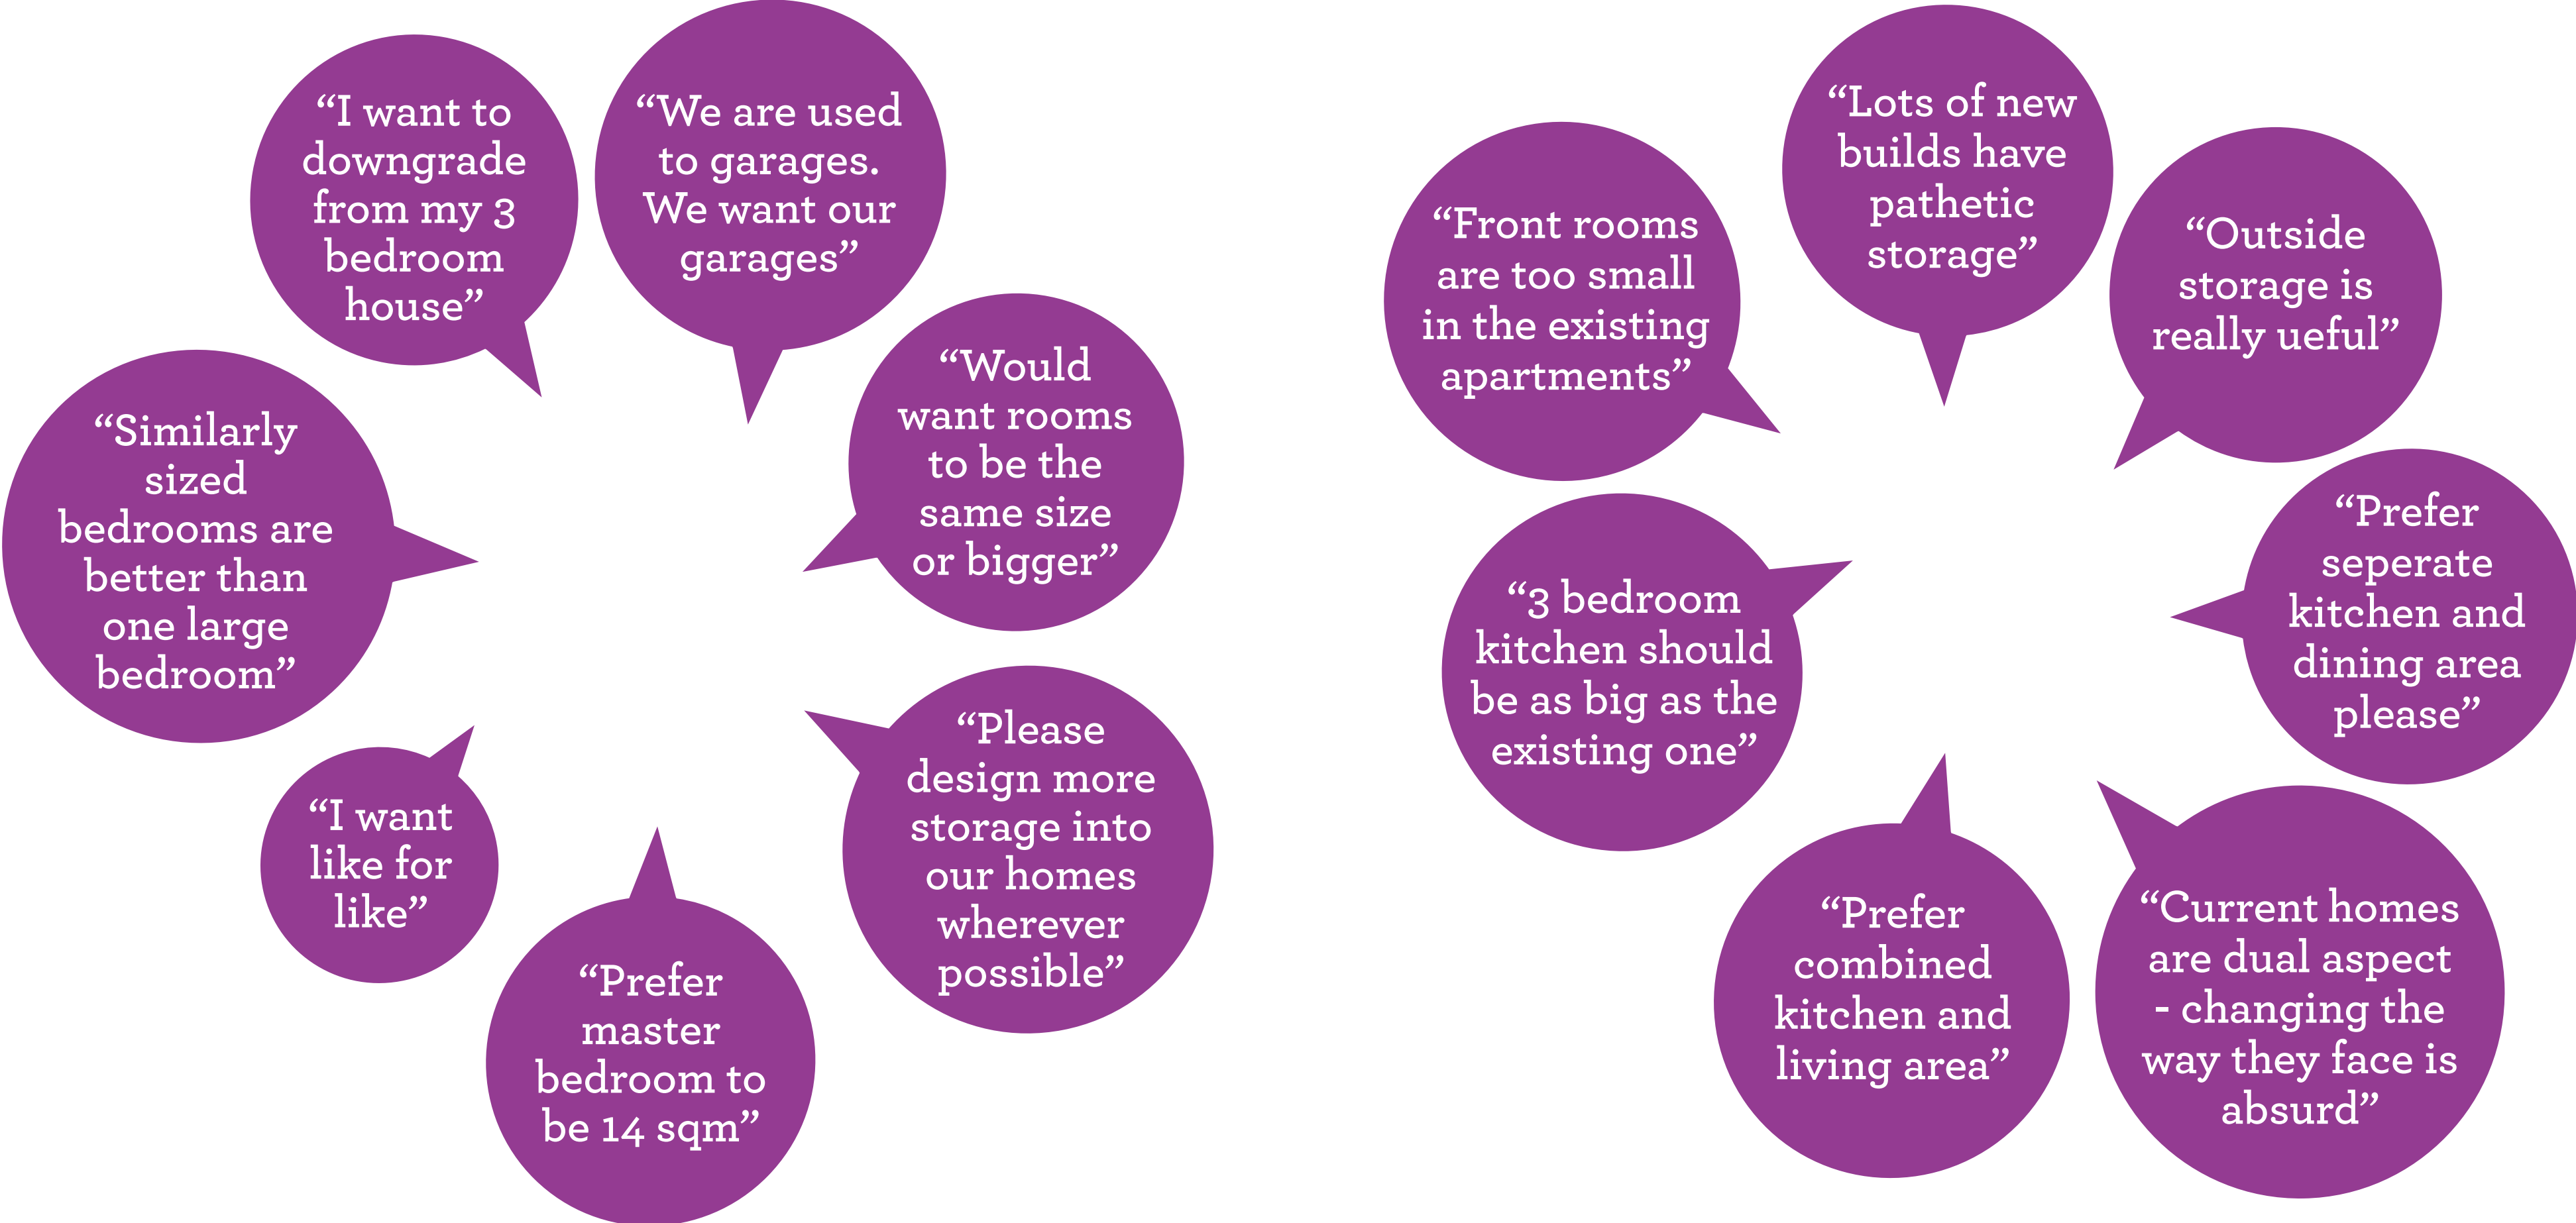 “I want to
downgrade
from my 3
bedroom
house”
“We are used
to garages.
We want our
garages”
“Would
want rooms
to be the
same size
or bigger”
“Similarly
sized
bedrooms are
better than
one large
bedroom”
“Please
design more
storage into
our homes
wherever
possible”
“I want
like for
like”
“Prefer
master
bedroom to
be 14 sqm”
“Lots of new
builds have
pathetic
storage”
“Front rooms
are too small
in the existing
apartments”
“Outside
storage is
really ueful”
“Prefer
seperate
kitchen and
dining area
please”
“3 bedroom
kitchen should
be as big as the
existing one”
“Prefer
combined
kitchen and
living area”
“Current homes
are dual aspect
- changing the
way they face is
absurd”